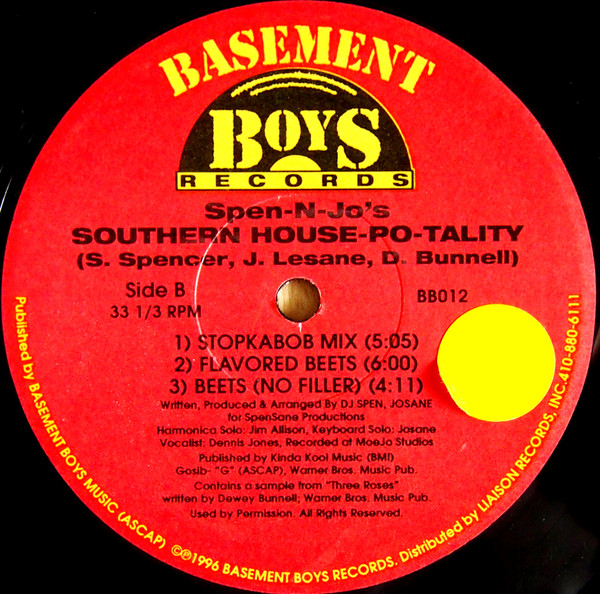 BASEMENT
BOYS
RECORDS
Spen-N-Jo's
SOUTHERN HOUSE-PO-TALITY
(S. Spencer, J. Lesane, D. Bunnell)
Side B
33 1/3 RPM
BB012
1) STOPKABOB MIX (5:05)
2) FLAVORED BEETS (6:00)
3) BEETS (NO FILLER) (4:11)
Written, Produced & Arranged By DJ SPEN, JOSANE
for SpenSane Productions
Harmonica Solo: Jim Allison, Keyboard Solo: Jasane
Vocalist: Dennis Jones, Recorded at MoeJo Studios
Published by Kinda Kool Music (BMI)
Gosib- "G" (ASCAP), Warner Bros. Music Pub.
Contains a sample from "Three Roses"
written by Dewey Bunnell; Warner Bros. Music Pub.
Used by Permission. All Rights Reserved.
Published by BASEMENT BOYS MUSIC (ASCAP) ©℗1996 BASEMENT BOYS RECORDS. Distributed by LIAISON RECORDS, INC.410-880-6111